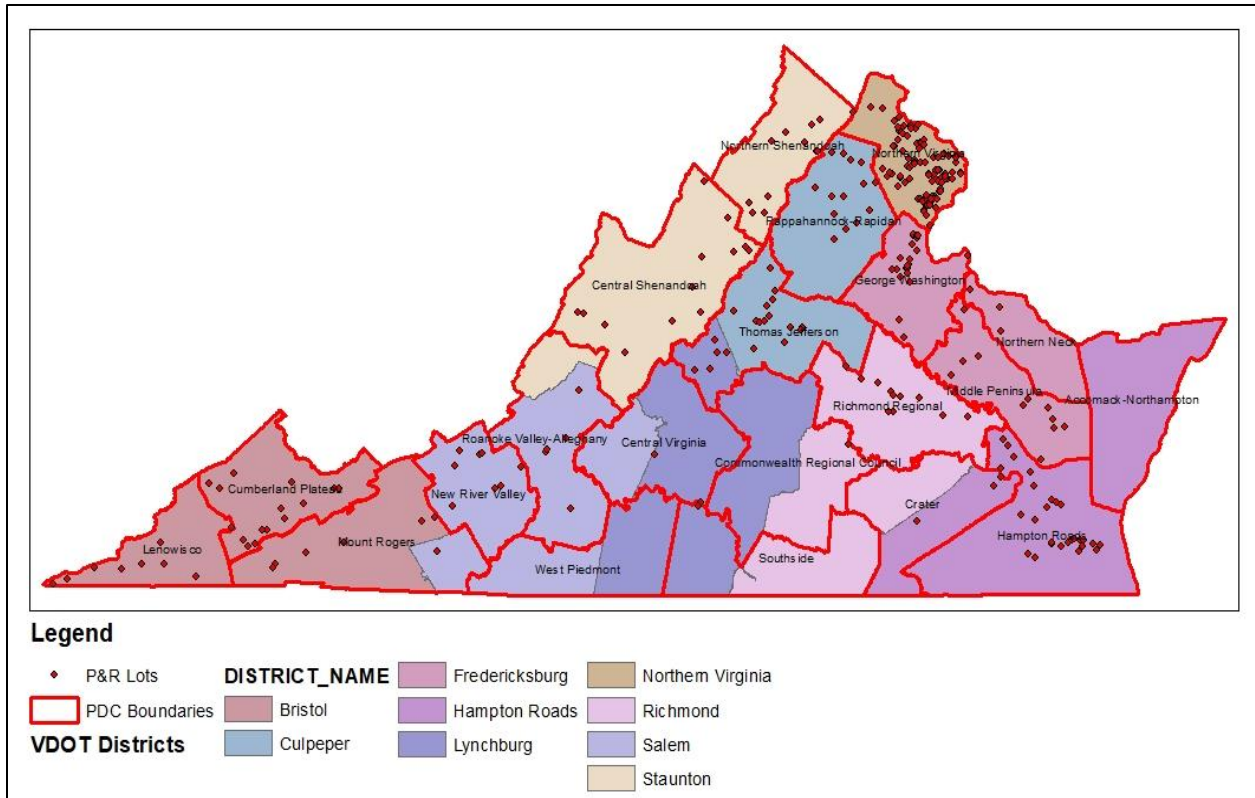 Northern Shenandoah
Northern Virginia
Rappahannock-Rapidan
George Washington
Central Shenandoah
Thomas Jefferson
Northern Neck
Middle Peninsula
Accomack-Northampton
Richmond Regional
Roanoke Valley-Alleghany
Central Virginia
Commonwealth Regional Council
Cumberland Plateau
New River Valley
Crater
Hampton Roads
Mount Rogers
Lenowisco
Southside
West Piedmont
Legend
P&R Lots
PDC Boundaries
VDOT Districts
DISTRICT_NAME
Bristol
Culpeper
Fredericksburg
Hampton Roads
Lynchburg
Northern Virginia
Richmond
Salem
Staunton